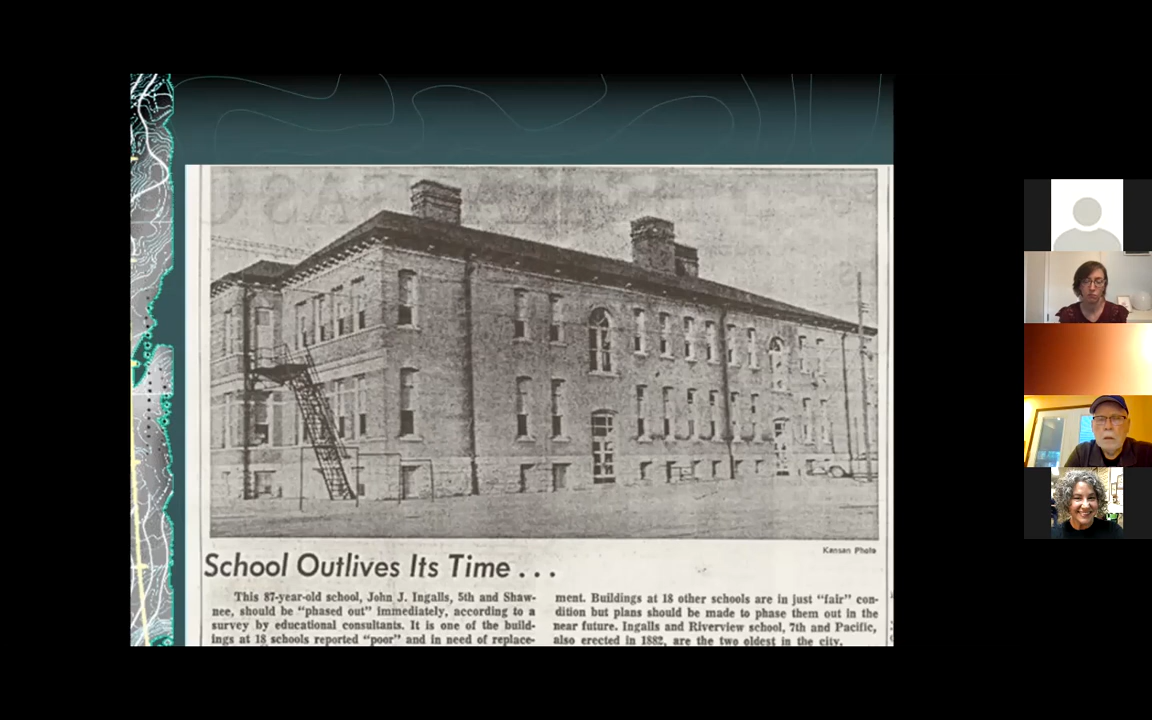 Kansan Photo
School Outlives Its Time . . .
This 87-year-old school, John J. Ingalls, 5th and Shaw-
nee, should be "phased out" immediately, according to a
survey by educational consultants. It is one of the build-
ings at 18 schools reported "poor" and in need of replace-
ment. Buildings at 18 other schools are in just "fair" con-
dition but plans should be made to phase them out in the
near future. Ingalls and Riverview school, 7th and Pacific,
also erected in 1882, are the two oldest in the city.